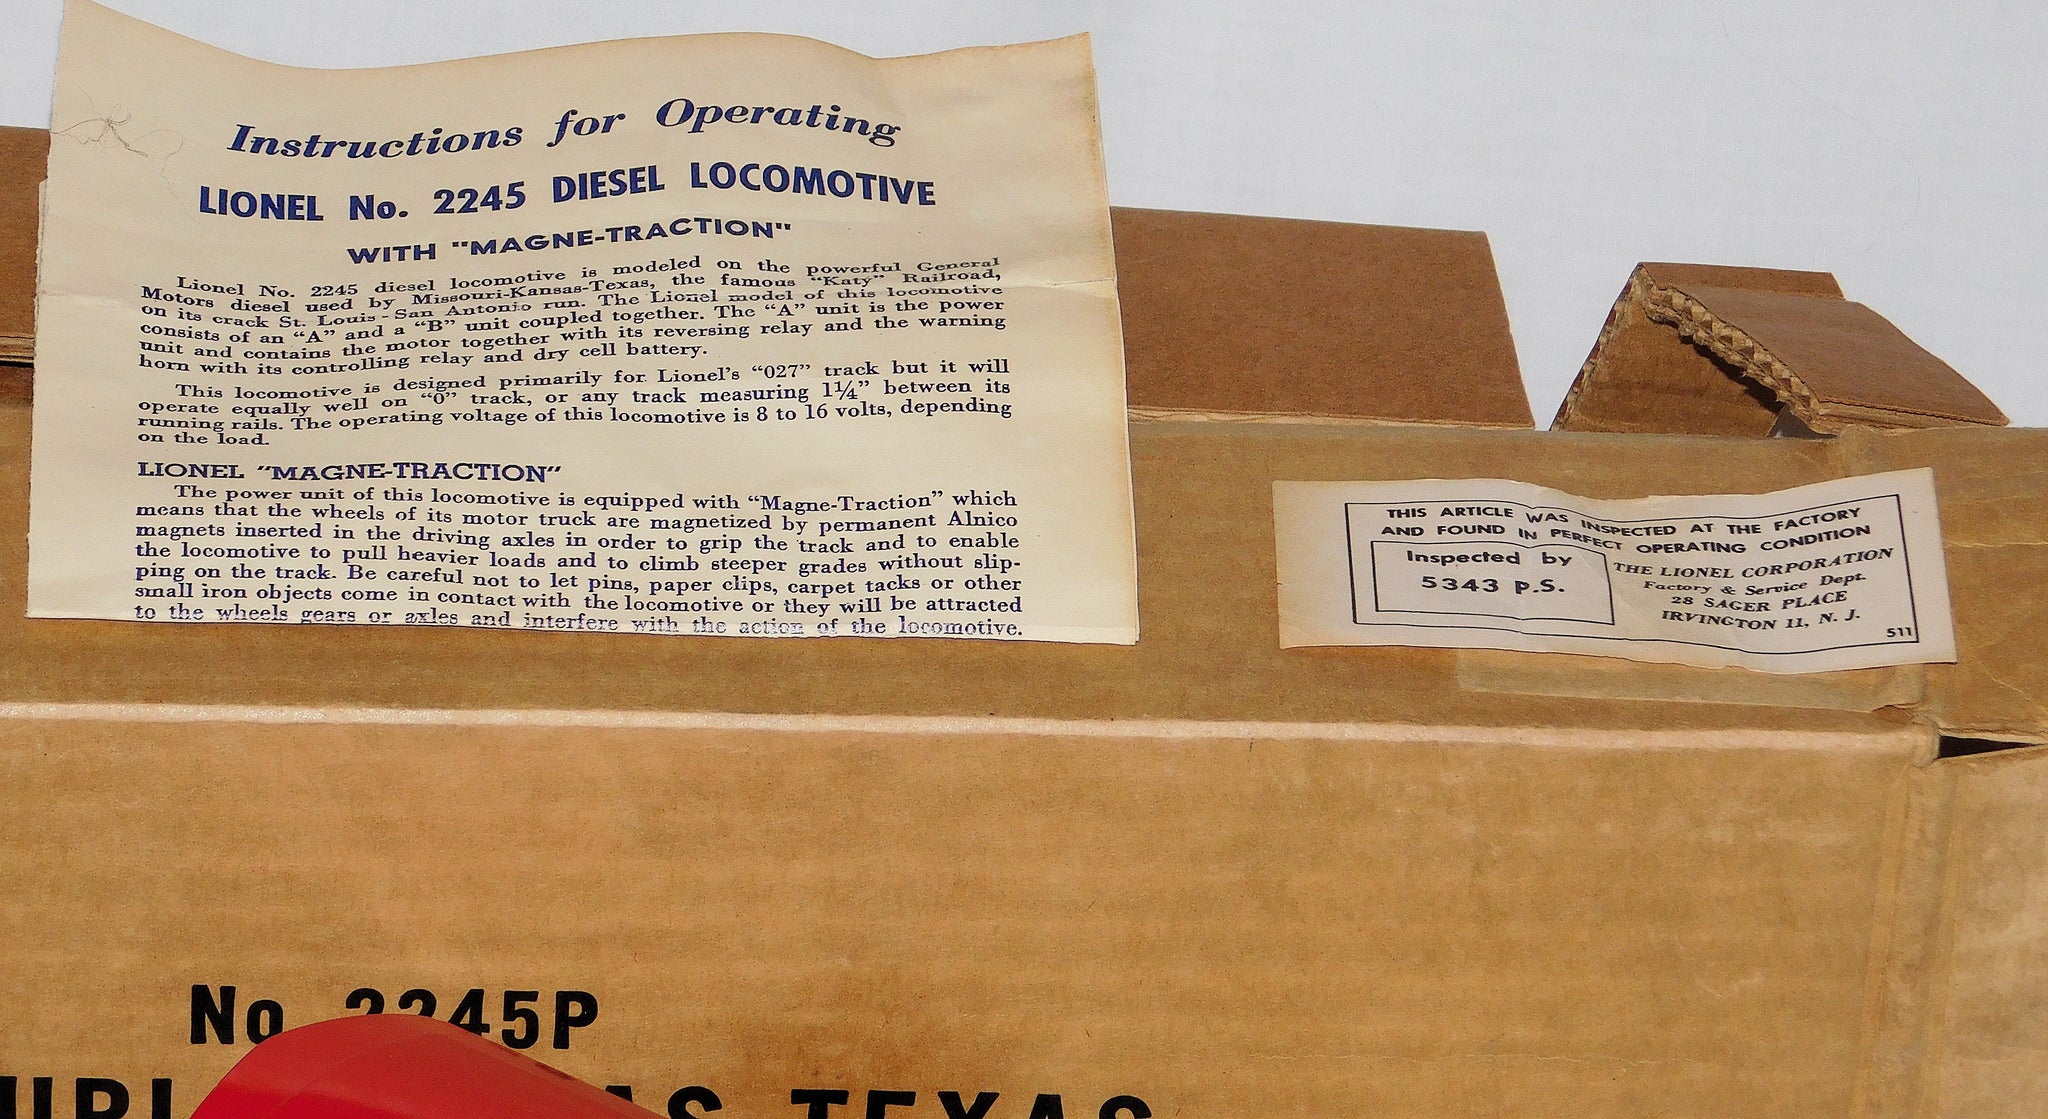 Instructions for Operating
LIONEL No. 2245 DIESEL LOCOMOTIVE
WITH "MAGNE-TRACTION"
Lionel No. 2245 diesel locomotive is modeled on the powerful General
Motors diesel used by Missouri-Kansas-Texas, the famous "Katy" Railroad,
on its crack St. Louis - San Antonio run. The Lionel model of this locomotive
consists of an "A" and a "B" unit coupled together. The "A" unit is the power
unit and contains the motor together with its reversing relay and the warning
horn with its controlling relay and dry cell battery.
This locomotive is designed primarily for Lionel's "027" track but it will
operate equally well on "0" track, or any track measuring 1¼" between its
running rails. The operating voltage of this locomotive is 8 to 16 volts, depending
on the load.
LIONEL "MAGNE-TRACTION"
The power unit of this locomotive is equipped with "Magne-Traction" which
means that the wheels of its motor truck are magnetized by permanent Alnico
magnets inserted in the driving axles in order to grip the track and to enable
the locomotive to pull heavier loads and to climb steeper grades without slip-
ping on the track. Be careful not to let pins, paper clips, carpet tacks or other
small iron objects come in contact with the locomotive or they will be attracted
to the wheels gears or axles and interfere with the action of the locomotive.
THIS ARTICLE WAS INSPECTED AT THE FACTORY
AND FOUND IN PERFECT OPERATING CONDITION
Inspected by
5343 P.S.
THE LIONEL CORPORATION
Factory & Service Dept.
28 SAGER PLACE
IRVINGTON 11, N. J.
511
No 2245P
TEXAS